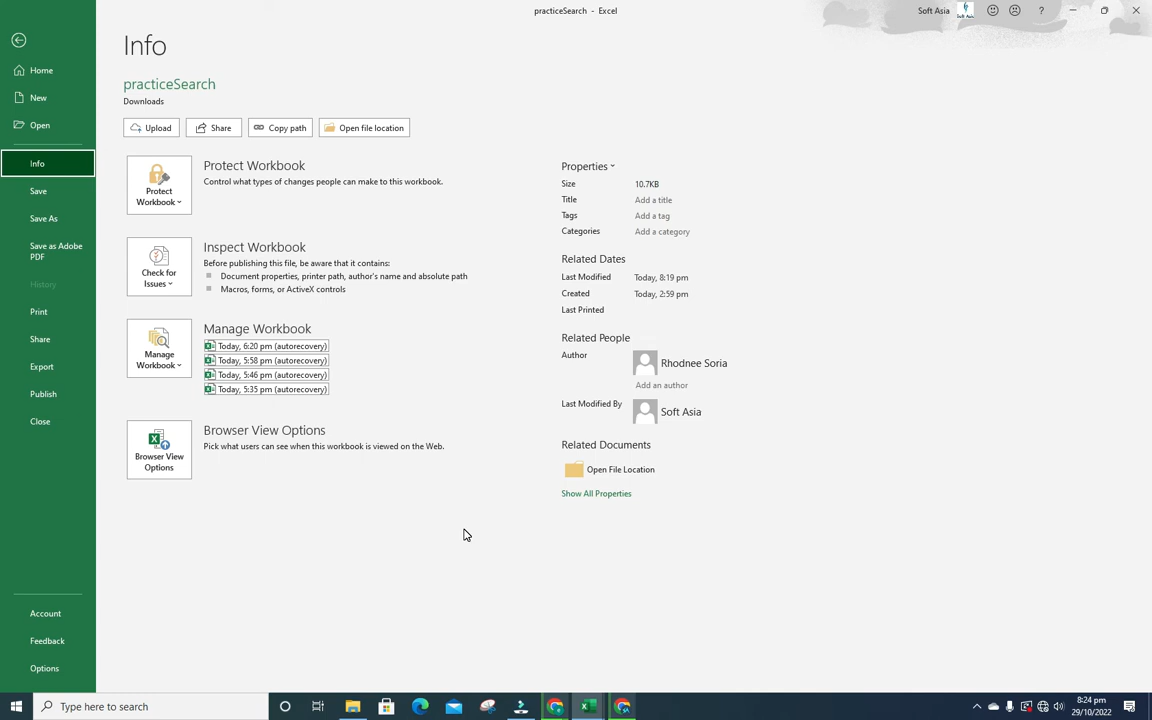 practiceSearch - Excel
Soft Asia
?
Info
practiceSearch
Downloads
Home
New
Open
Info
Save
Save As
Save as Adobe
PDF
History
Print
Share
Export
Publish
Close
Account
Feedback
Options
Upload
Share
Copy path
Open file location
Protect
Workbook
Protect Workbook
Control what types of changes people can make to this workbook.
Check for
Issues
Inspect Workbook
Before publishing this file, be aware that it contains:
Document properties, printer path, author's name and absolute path
Macros, forms, or ActiveX controls
Manage
Workbook
Manage Workbook
Today, 6:20 pm (autorecovery)
Today, 5:58 pm (autorecovery)
Today, 5:46 pm (autorecovery)
Today, 5:35 pm (autorecovery)
Browser View
Options
Browser View Options
Pick what users can see when this workbook is viewed on the Web.
Properties
Size 10.7KB
Title Add a title
Tags Add a tag
Categories Add a category
Related Dates
Last Modified Today, 8:19 pm
Created Today, 2:59 pm
Last Printed
Related People
Author Rhodnee Soria
Add an author
Last Modified By Soft Asia
Related Documents
Open File Location
Show All Properties
Type here to search
8:24 pm
29/10/2022